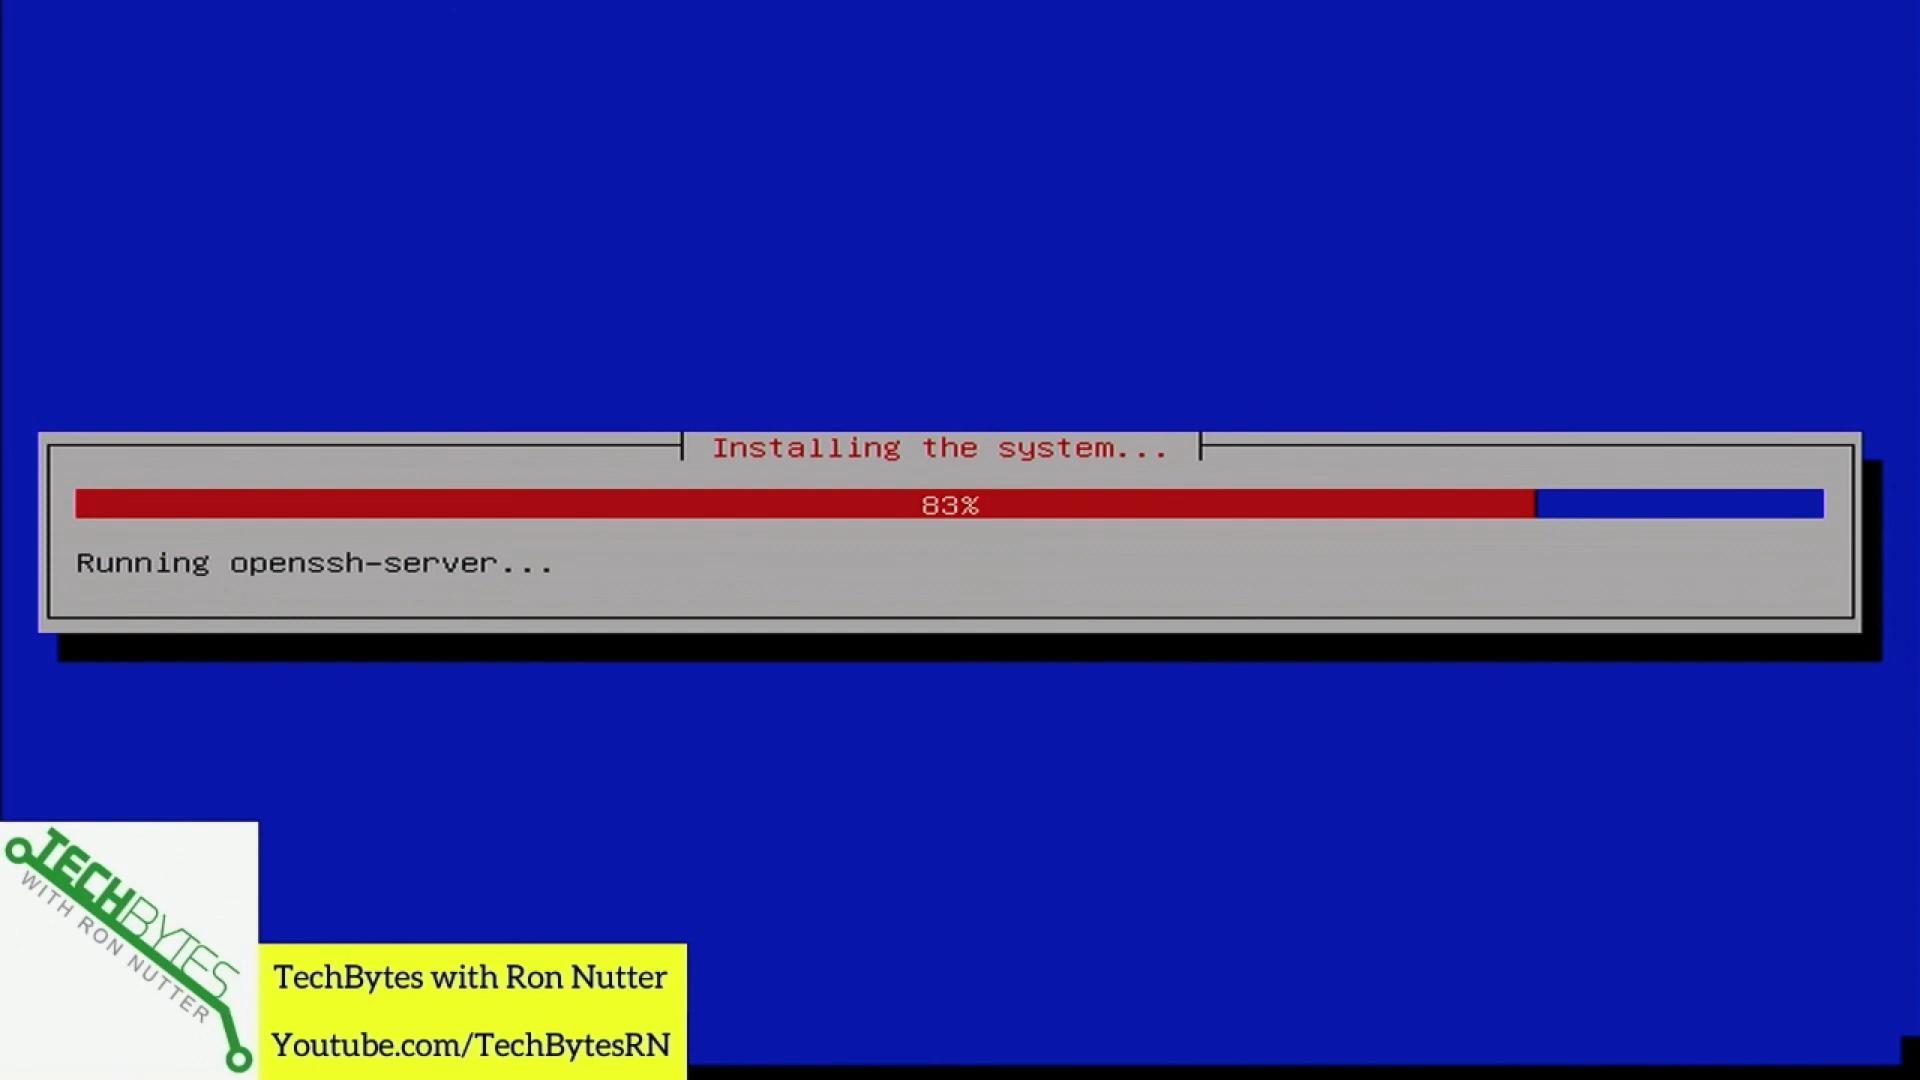 Installing the system...
83%
Running openssh-server...
TECHBYTES
WITH RON NUTTER
TechBytes with Ron Nutter
Youtube.com/TechBytesRN